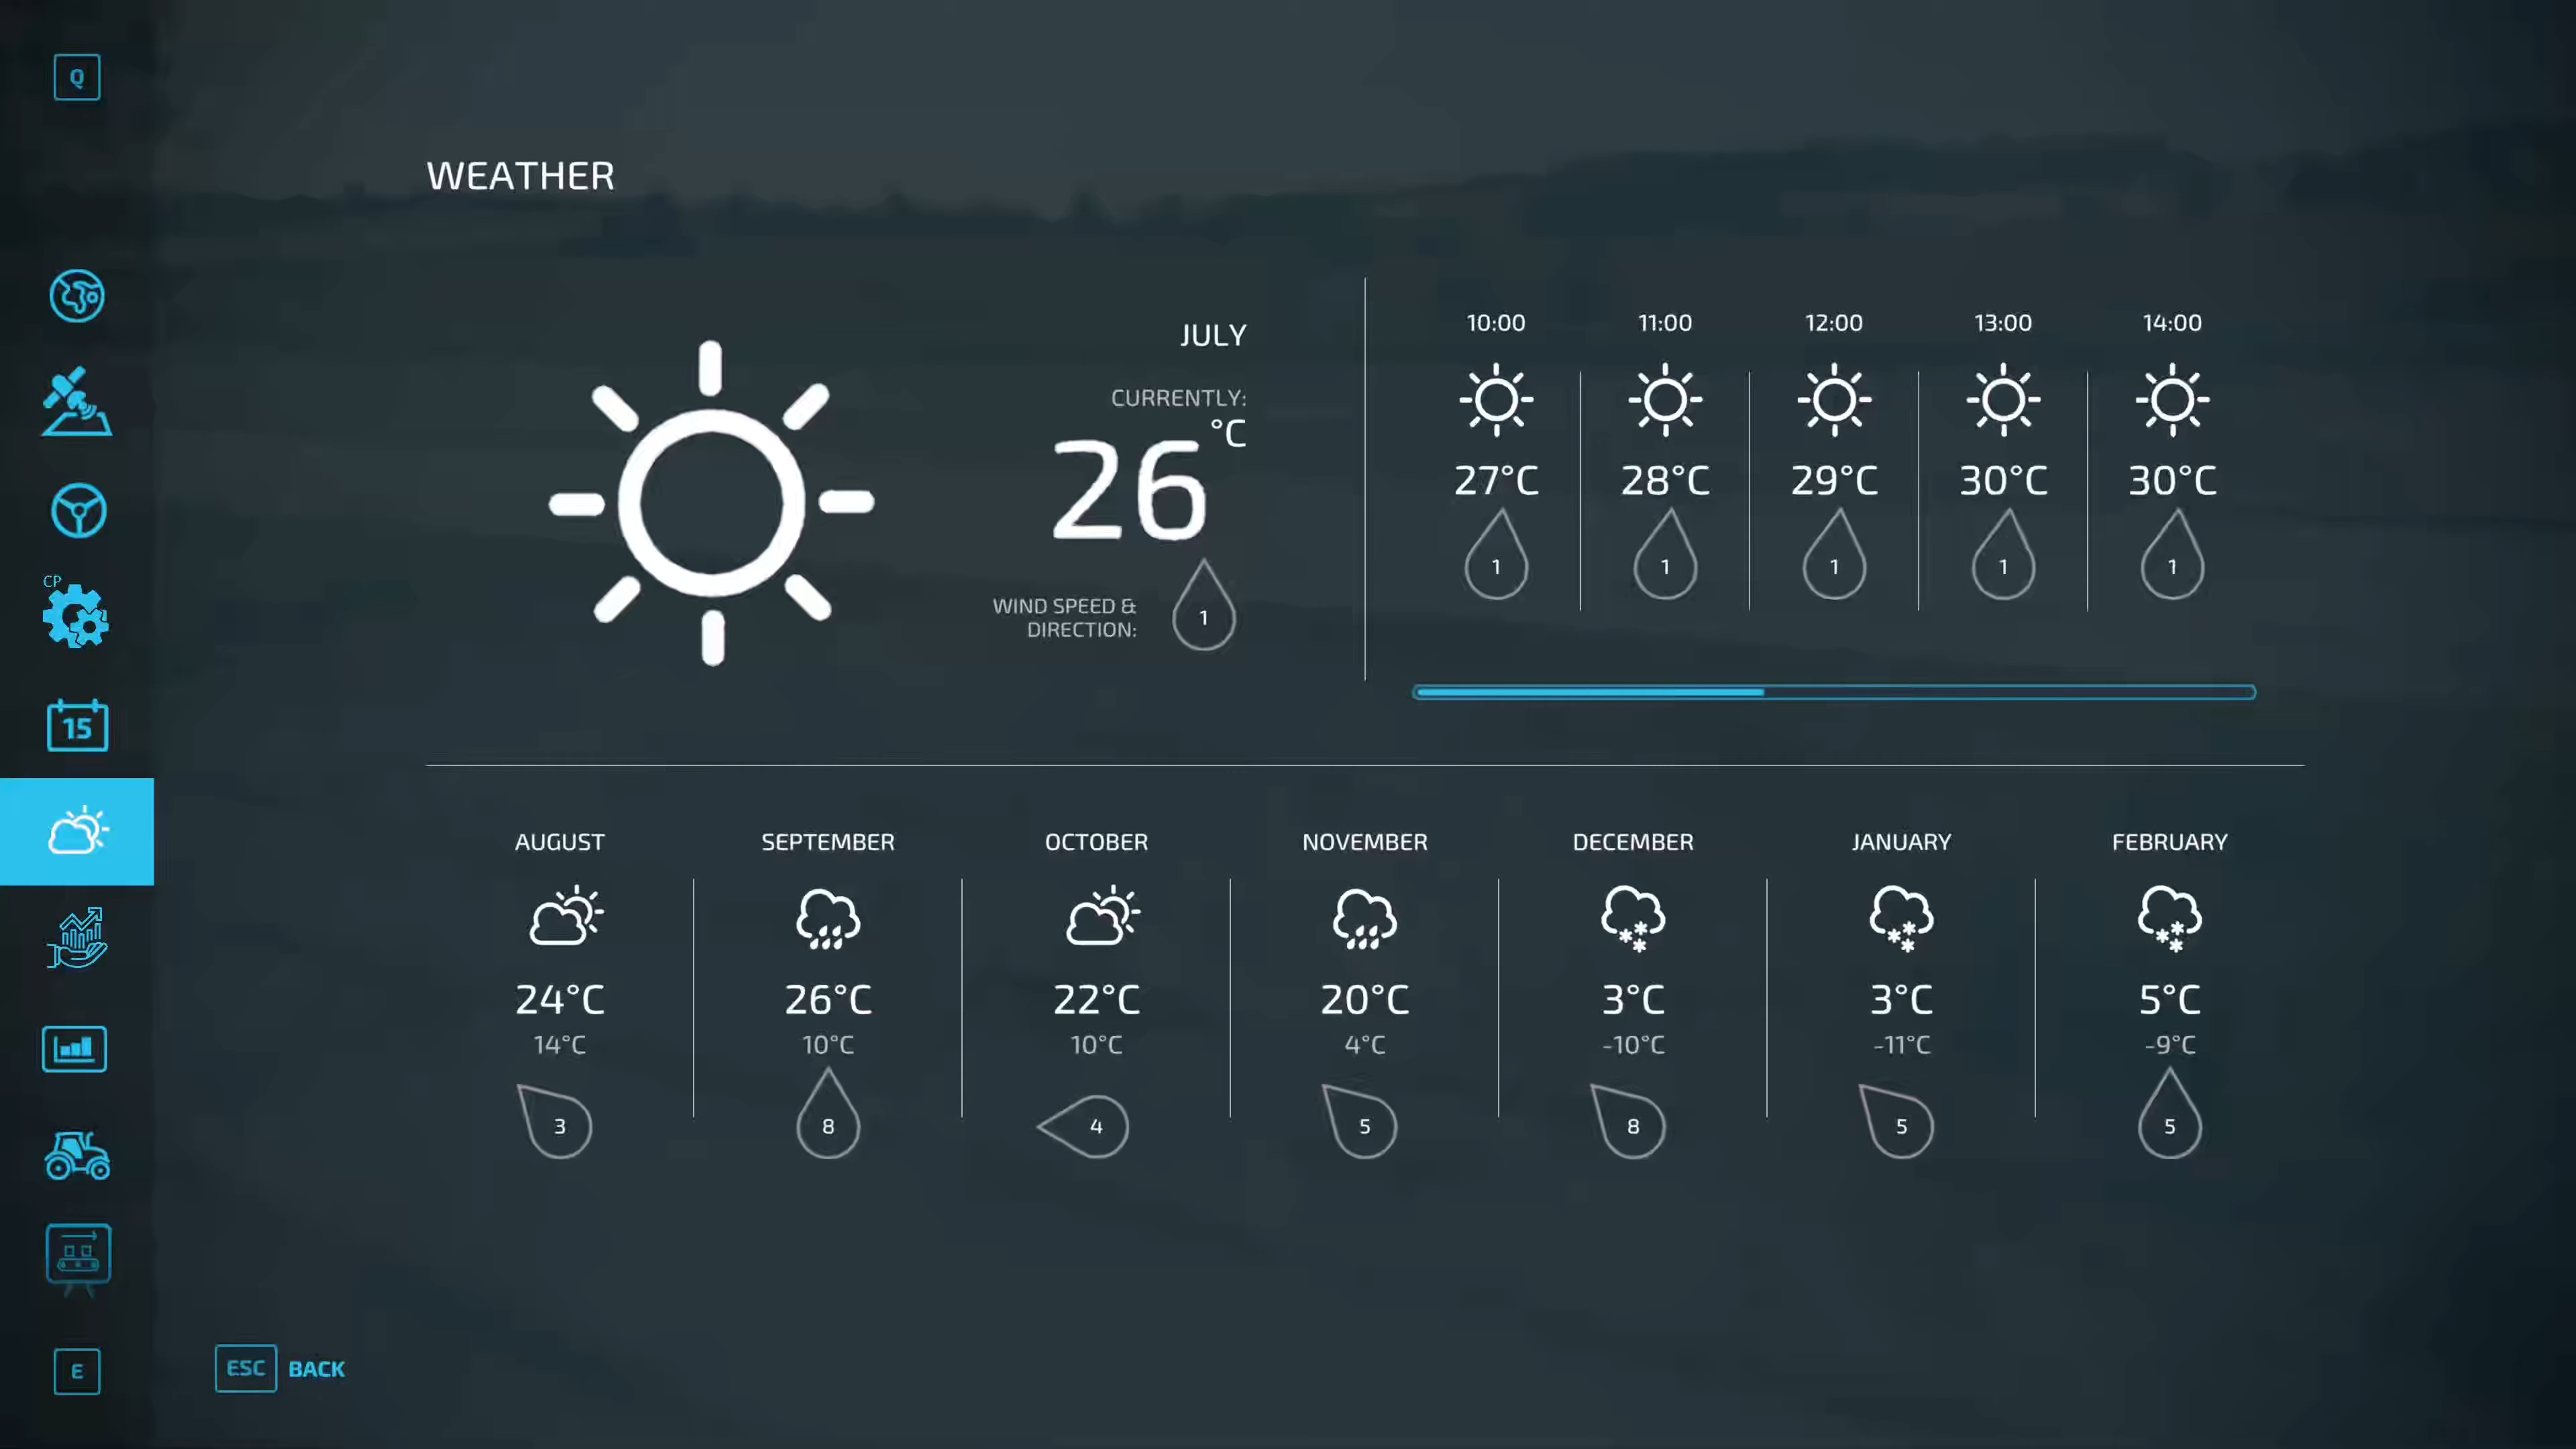 Q
WEATHER
JULY
CURRENTLY:
26 °C
WIND SPEED &
DIRECTION:
1
10:00 11:00 12:00 13:00 14:00
27°C 28°C 29°C 30°C 30°C
1 1 1 1 1
CP
15
AUGUST SEPTEMBER OCTOBER NOVEMBER DECEMBER JANUARY FEBRUARY
24°C 26°C 22°C 20°C 3°C 3°C 5°C
14°C 10°C 10°C 4°C -10°C -11°C -9°C
3 8 4 5 8 5 5
E
ESC BACK